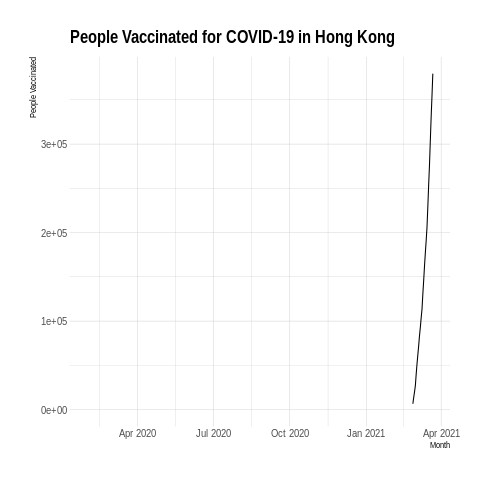 People Vaccinated for COVID-19 in Hong Kong
People Vaccinated
3e+05
2e+05
1e+05
0e+00
Apr 2020 Jul 2020 Oct 2020 Jan 2021 Apr 2021
Month